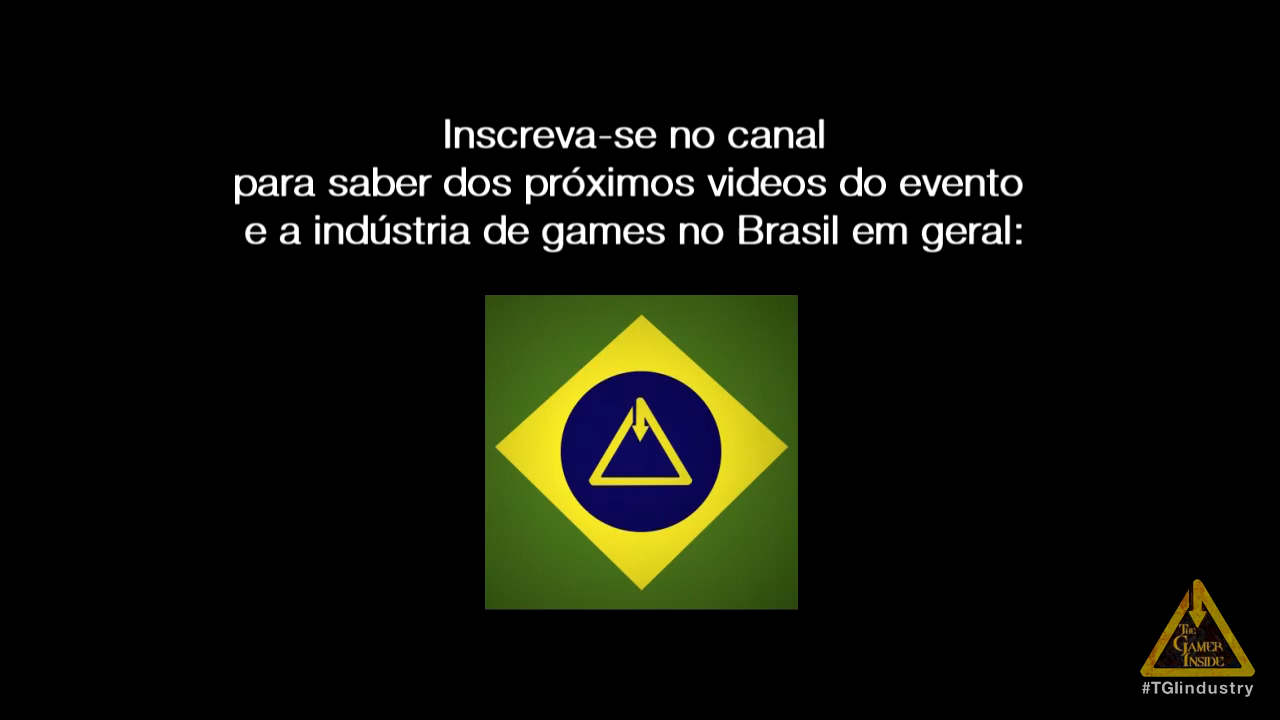 Inscreva-se no canal
para saber dos próximos videos do evento
e a indústria de games no Brasil em geral:
The
Gamer
Inside
#TGIindustry